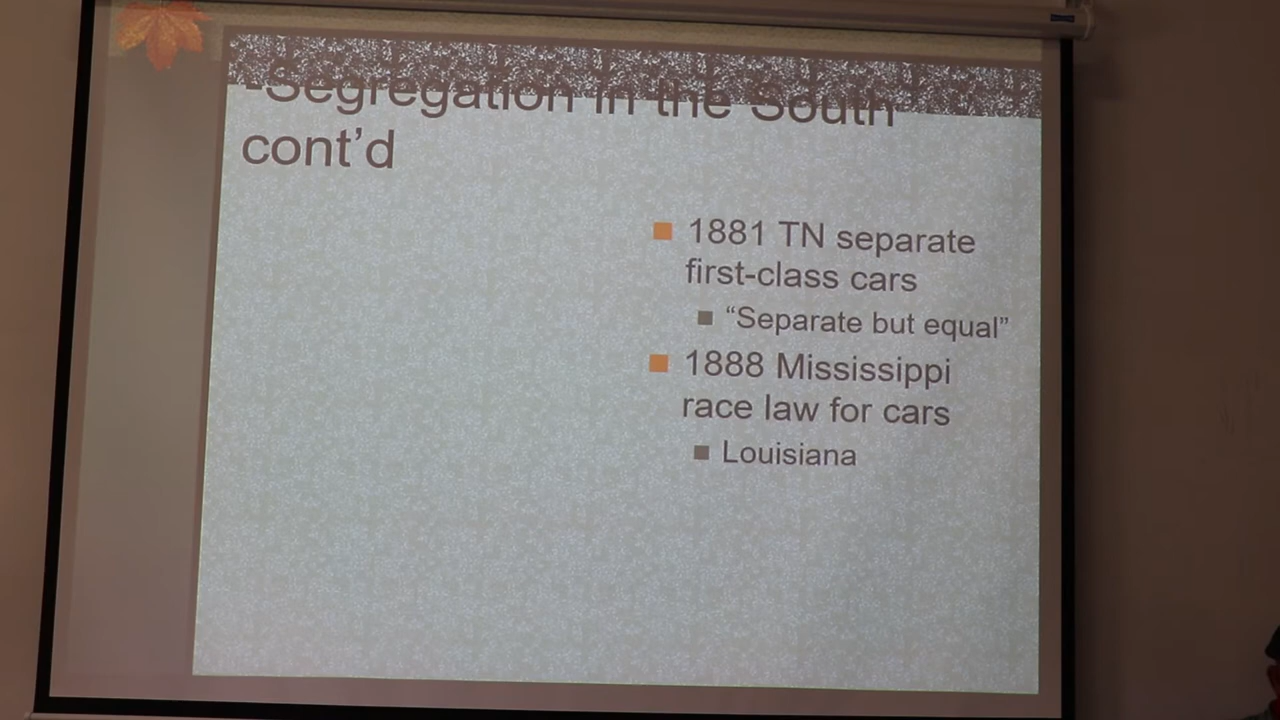 -Segregation in the South
cont’d
1881 TN separate
first-class cars
“Separate but equal”
1888 Mississippi
race law for cars
Louisiana